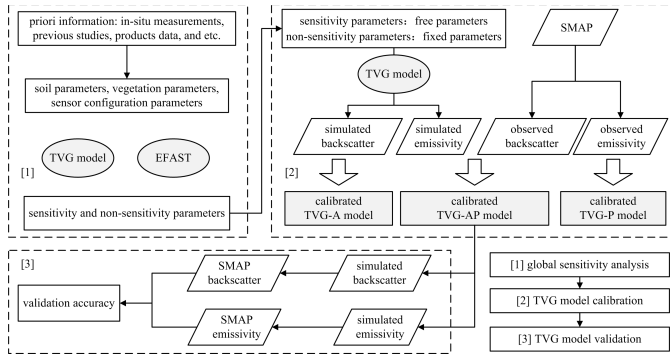 priori information: in-situ measurements,
previous studies, products data, and etc.
soil parameters, vegetation parameters,
sensor configuration parameters
TVG model
EFAST
[1]
sensitivity and non-sensitivity parameters
sensitivity parameters: free parameters
non-sensitivity parameters: fixed parameters
SMAP
TVG model
simulated
backscatter
simulated
emissivity
observed
backscatter
observed
emissivity
[2]
calibrated
TVG-A model
calibrated
TVG-AP model
calibrated
TVG-P model
[3]
SMAP
backscatter
simulated
backscatter
validation accuracy
SMAP
emissivity
simulated
emissivity
[1] global sensitivity analysis
[2] TVG model calibration
[3] TVG model validation